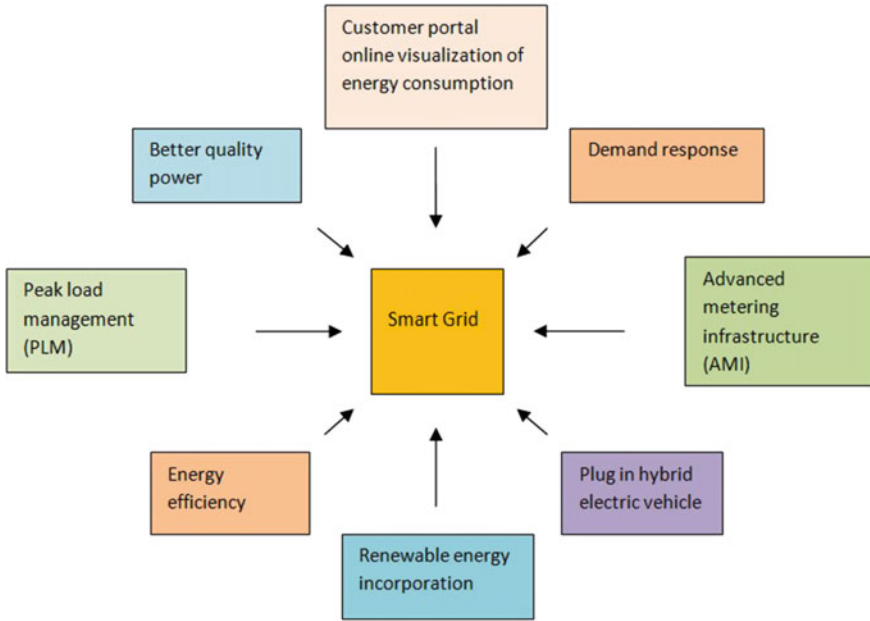 Customer portal
online visualization of
energy consumption
Better quality
power
Demand response
Peak load
management
(PLM)
Smart Grid
Advanced
metering
infrastructure
(AMI)
Energy
efficiency
Plug in hybrid
electric vehicle
Renewable energy
incorporation